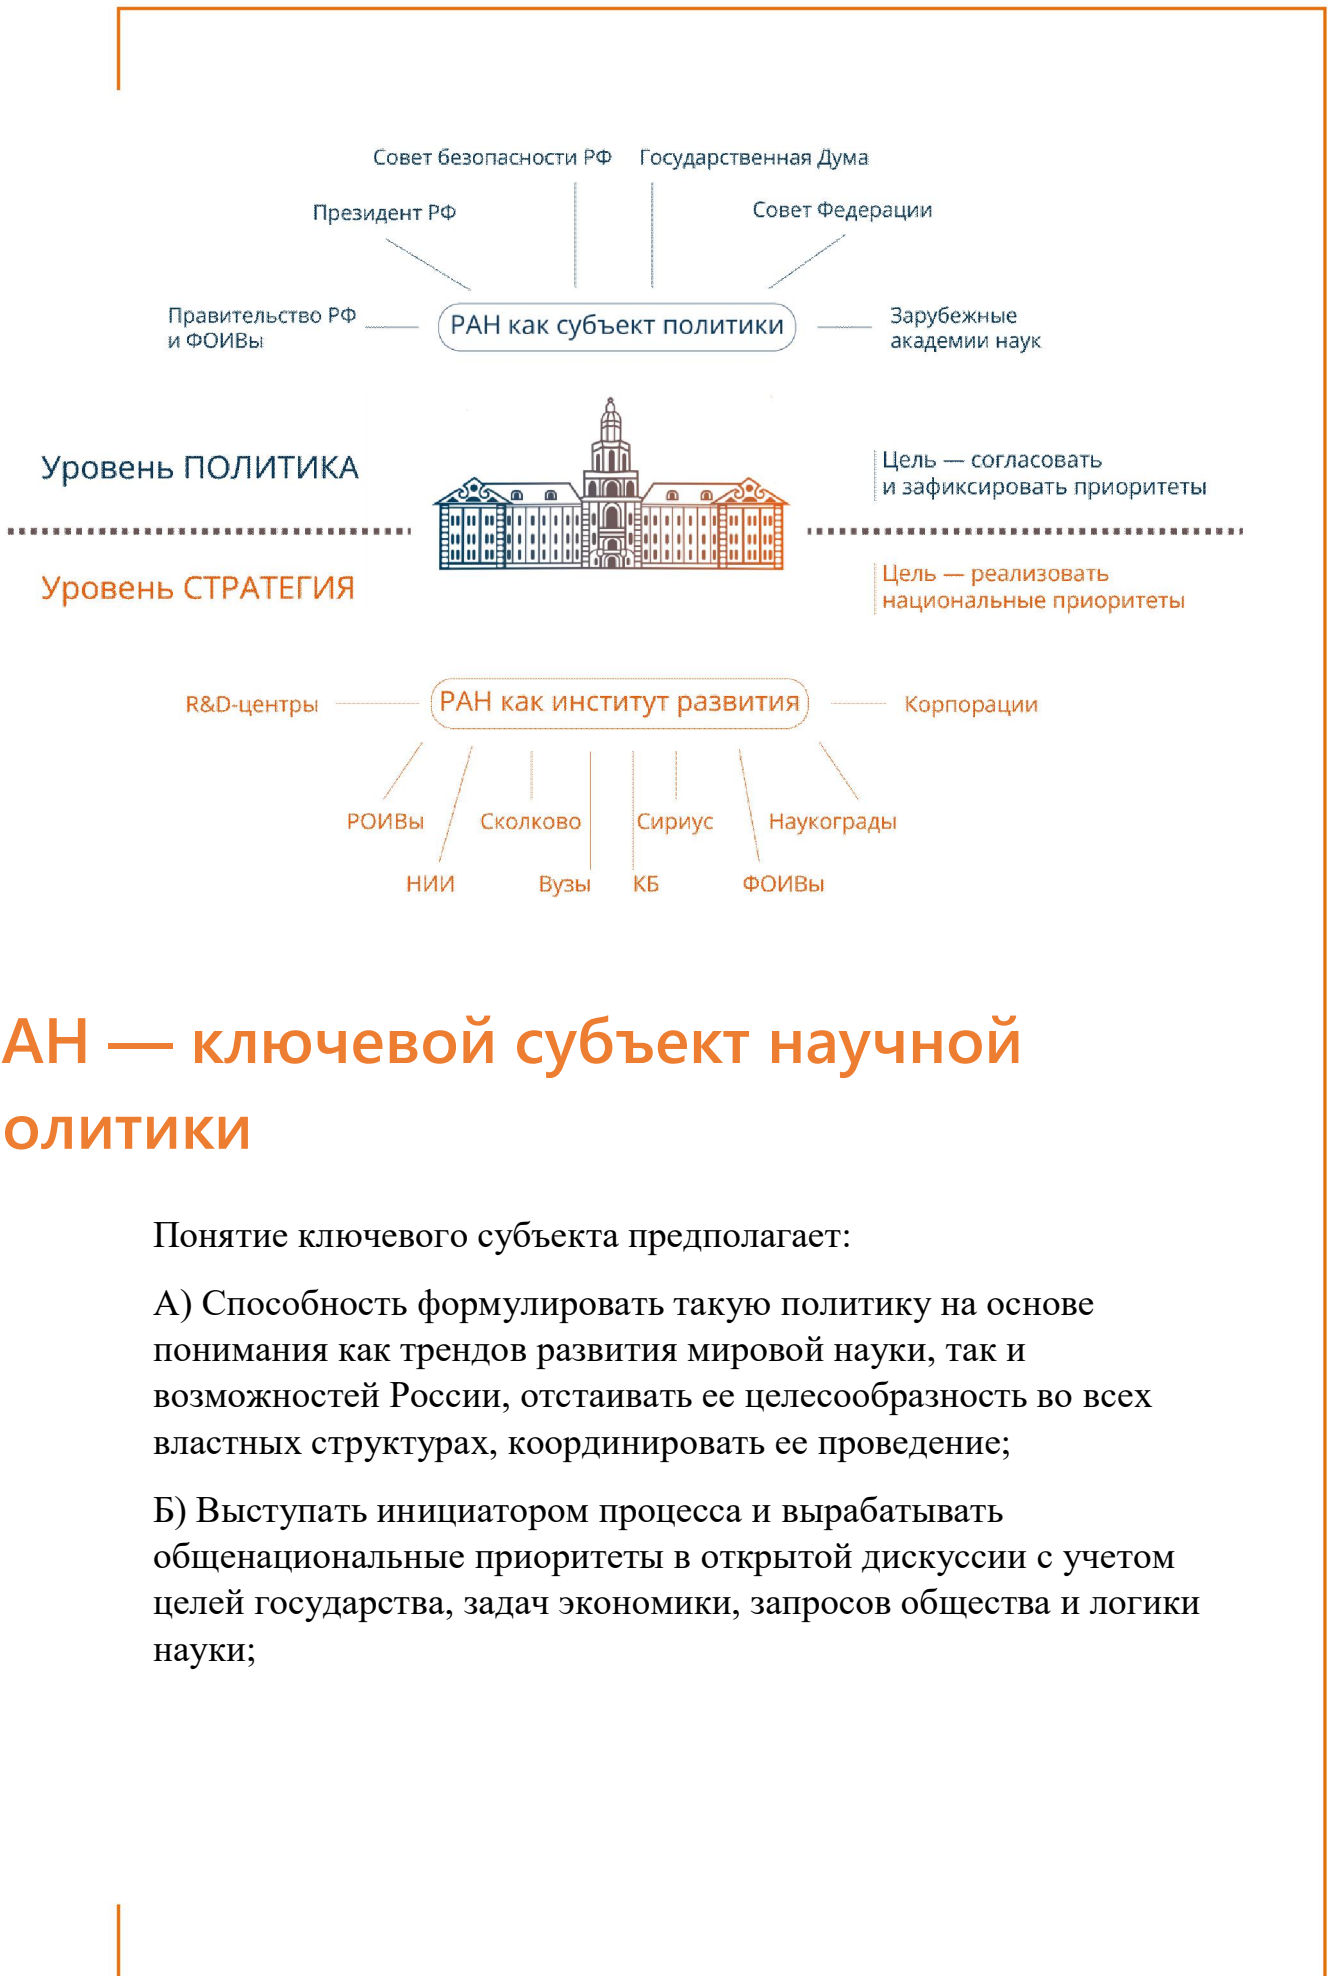 Совет безопасности РФ Государственная Дума
Президент РФ Совет Федерации
Правительство РФ
и ФОИВы
РАН как субъект политики
Зарубежные
академии наук
Уровень ПОЛИТИКА
Цель — согласовать
и зафиксировать приоритеты
Уровень СТРАТЕГИЯ
Цель — реализовать
национальные приоритеты
R&D-центры
РАН как институт развития
Корпорации
РОИВы Сколково Сириус Наукограды
НИИ Вузы КБ ФОИВы
АН — ключевой субъект научной
олитики
Понятие ключевого субъекта предполагает:
А) Способность формулировать такую политику на основе
понимания как трендов развития мировой науки, так и
возможностей России, отстаивать ее целесообразность во всех
властных структурах, координировать ее проведение;
Б) Выступать инициатором процесса и вырабатывать
общенациональные приоритеты в открытой дискуссии с учетом
целей государства, задач экономики, запросов общества и логики
науки;